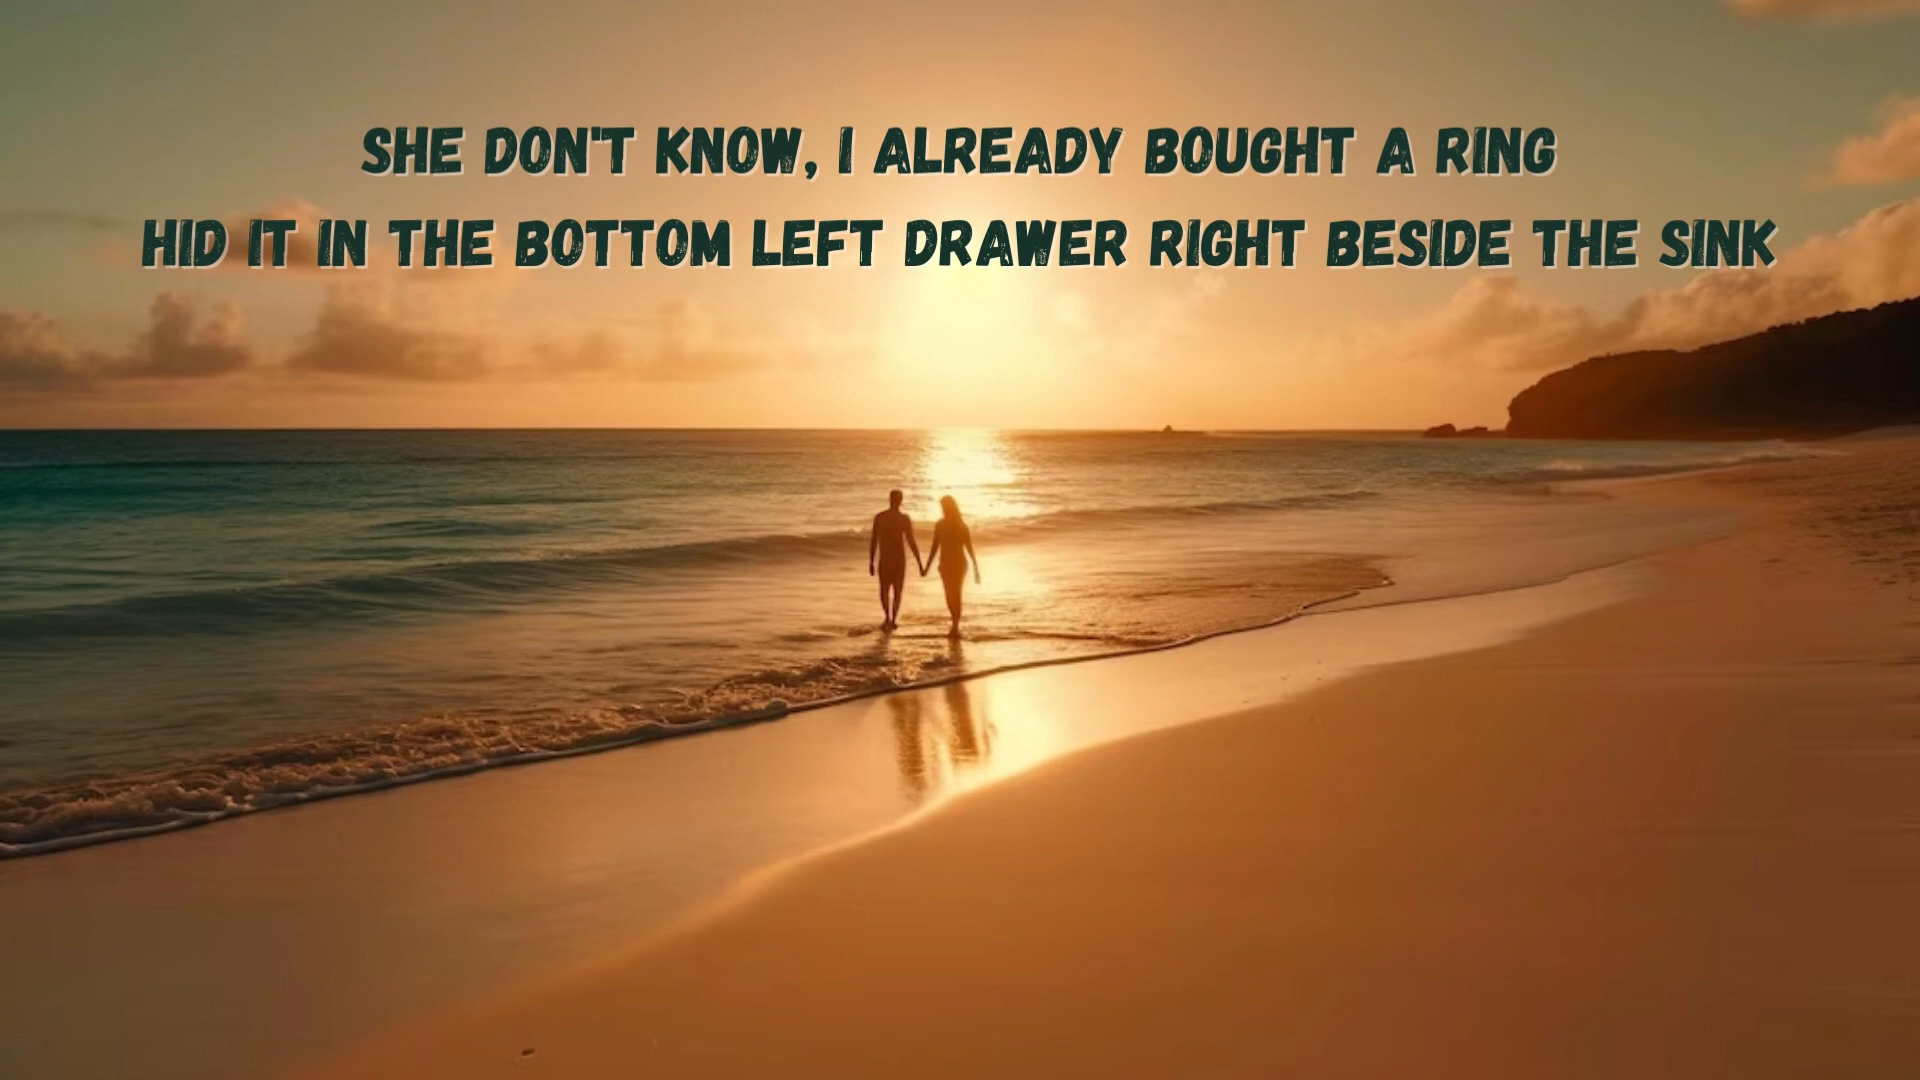 SHE DON'T KNOW, I ALREADY BOUGHT A RING
HID IT IN THE BOTTOM LEFT DRAWER RIGHT BESIDE THE SINK